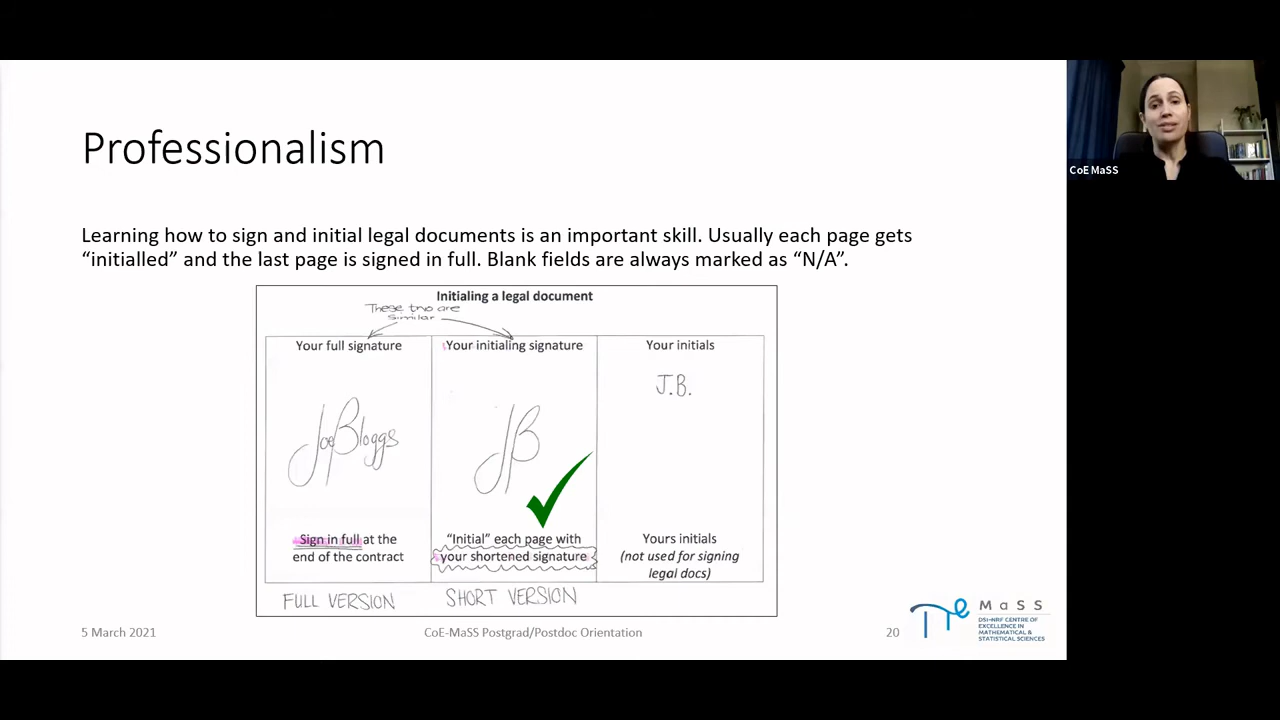 Professionalism
CoE MaSS
Learning how to sign and initial legal documents is an important skill. Usually each page gets
“initialled” and the last page is signed in full. Blank fields are always marked as “N/A”.
Initialing a legal document
These two are
similar
Your full signature
JoeBloggs
Sign in full at the
end of the contract
FULL VERSION
Your initialing signature
JB
“Initial” each page with
your shortened signature
SHORT VERSION
Your initials
J.B.
Yours initials
(not used for signing
legal docs)
5 March 2021
CoE-MaSS Postgrad/Postdoc Orientation
20
MaSS
DSI-NRF CENTRE OF
EXCELLENCE IN
MATHEMATICAL &
STATISTICAL SCIENCES